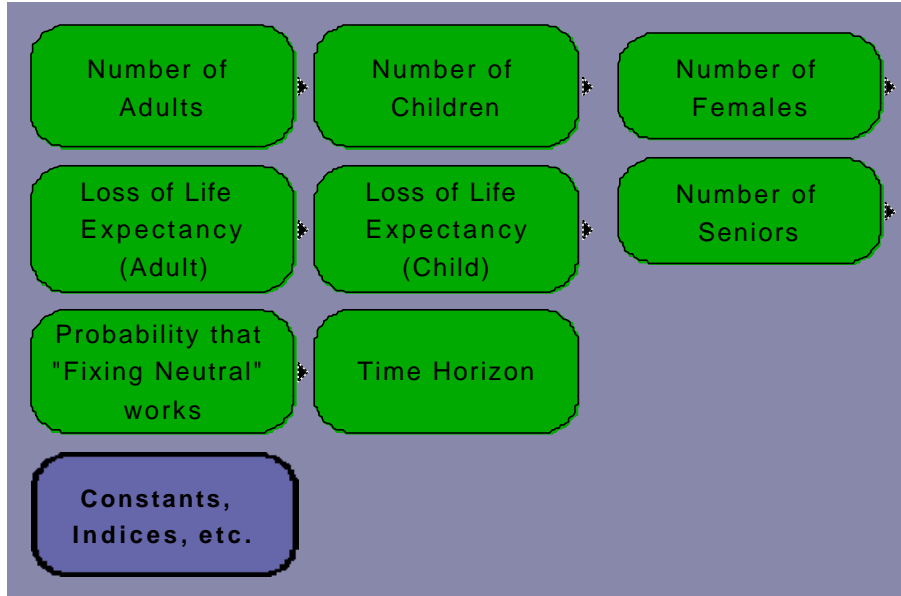 Number of
Adults
Number of
Children
Number of
Females
Loss of Life
Expectancy
(Adult)
Loss of Life
Expectancy
(Child)
Number of
Seniors
Probability that
"Fixing Neutral"
works
Time Horizon
Constants,
Indices, etc.